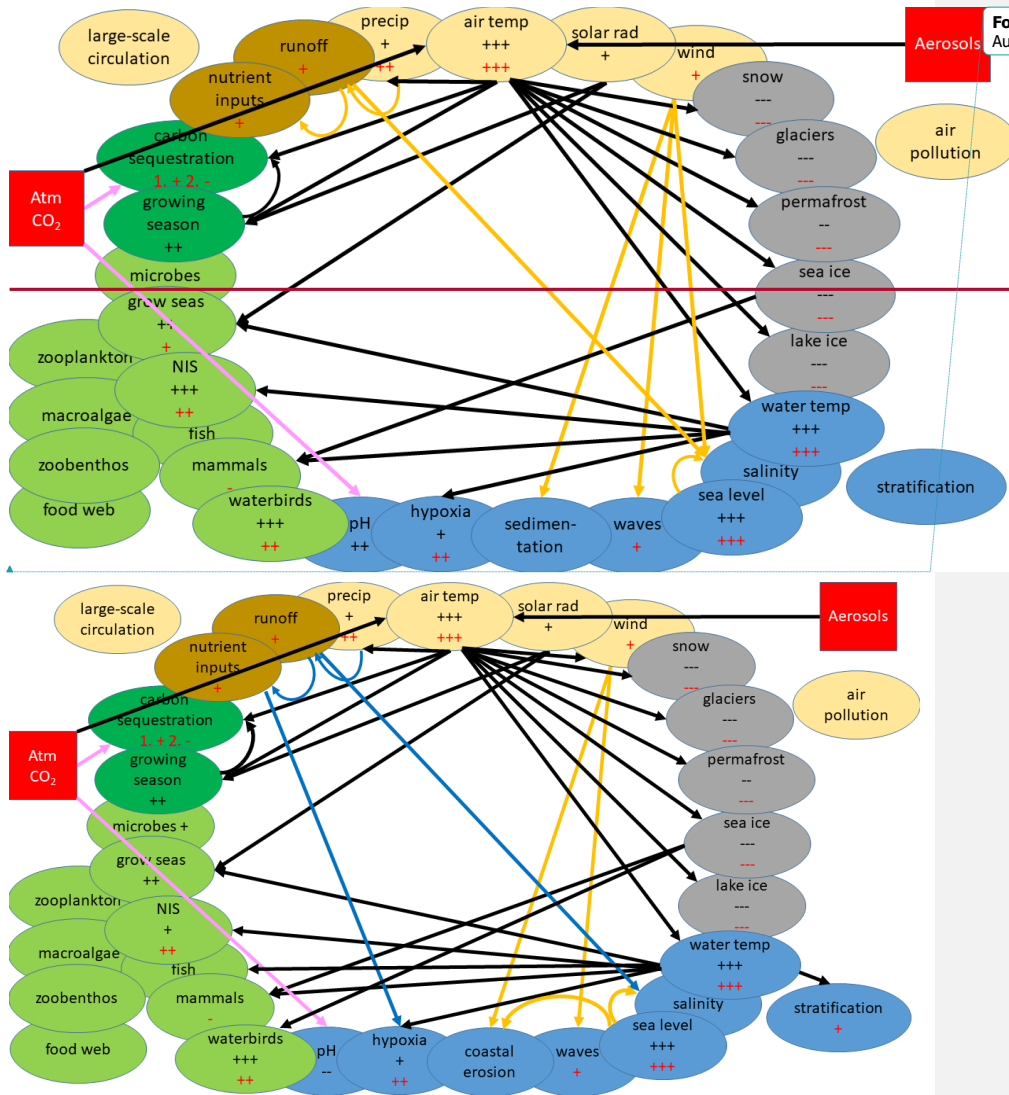 large-scale
circulation
runoff
+
precip
+
++
air temp
+++
+++
solar rad
+
wind
+
Aerosols
Fo
Au
nutrient
inputs
+
snow
---
---
carbon
sequestration
1. + 2. -
glaciers
---
---
air
pollution
Atm
CO2
growing
season
++
permafrost
--
---
microbes
sea ice
---
---
grow seas
++
+
zooplankton
NIS
+++
++
lake ice
---
---
macroalgae
fish
water temp
+++
+++
zoobenthos
mammals
-
salinity
food web
waterbirds
+++
++
pH
++
hypoxia
+
++
sedimen-
tation
waves
+
sea level
+++
+++
stratification
large-scale
circulation
runoff
+
precip
+
++
air temp
+++
+++
solar rad
+
wind
+
Aerosols
nutrient
inputs
+
snow
---
---
carbon
sequestration
1. + 2. -
glaciers
---
---
air
pollution
Atm
CO2
growing
season
++
permafrost
--
---
microbes +
sea ice
---
---
grow seas
++
zooplankton
NIS
+
++
lake ice
---
---
macroalgae
fish
water temp
+++
+++
zoobenthos
mammals
-
salinity
stratification
+
food web
waterbirds
+++
++
pH
--
hypoxia
+
++
coastal
erosion
waves
+
sea level
+++
+++